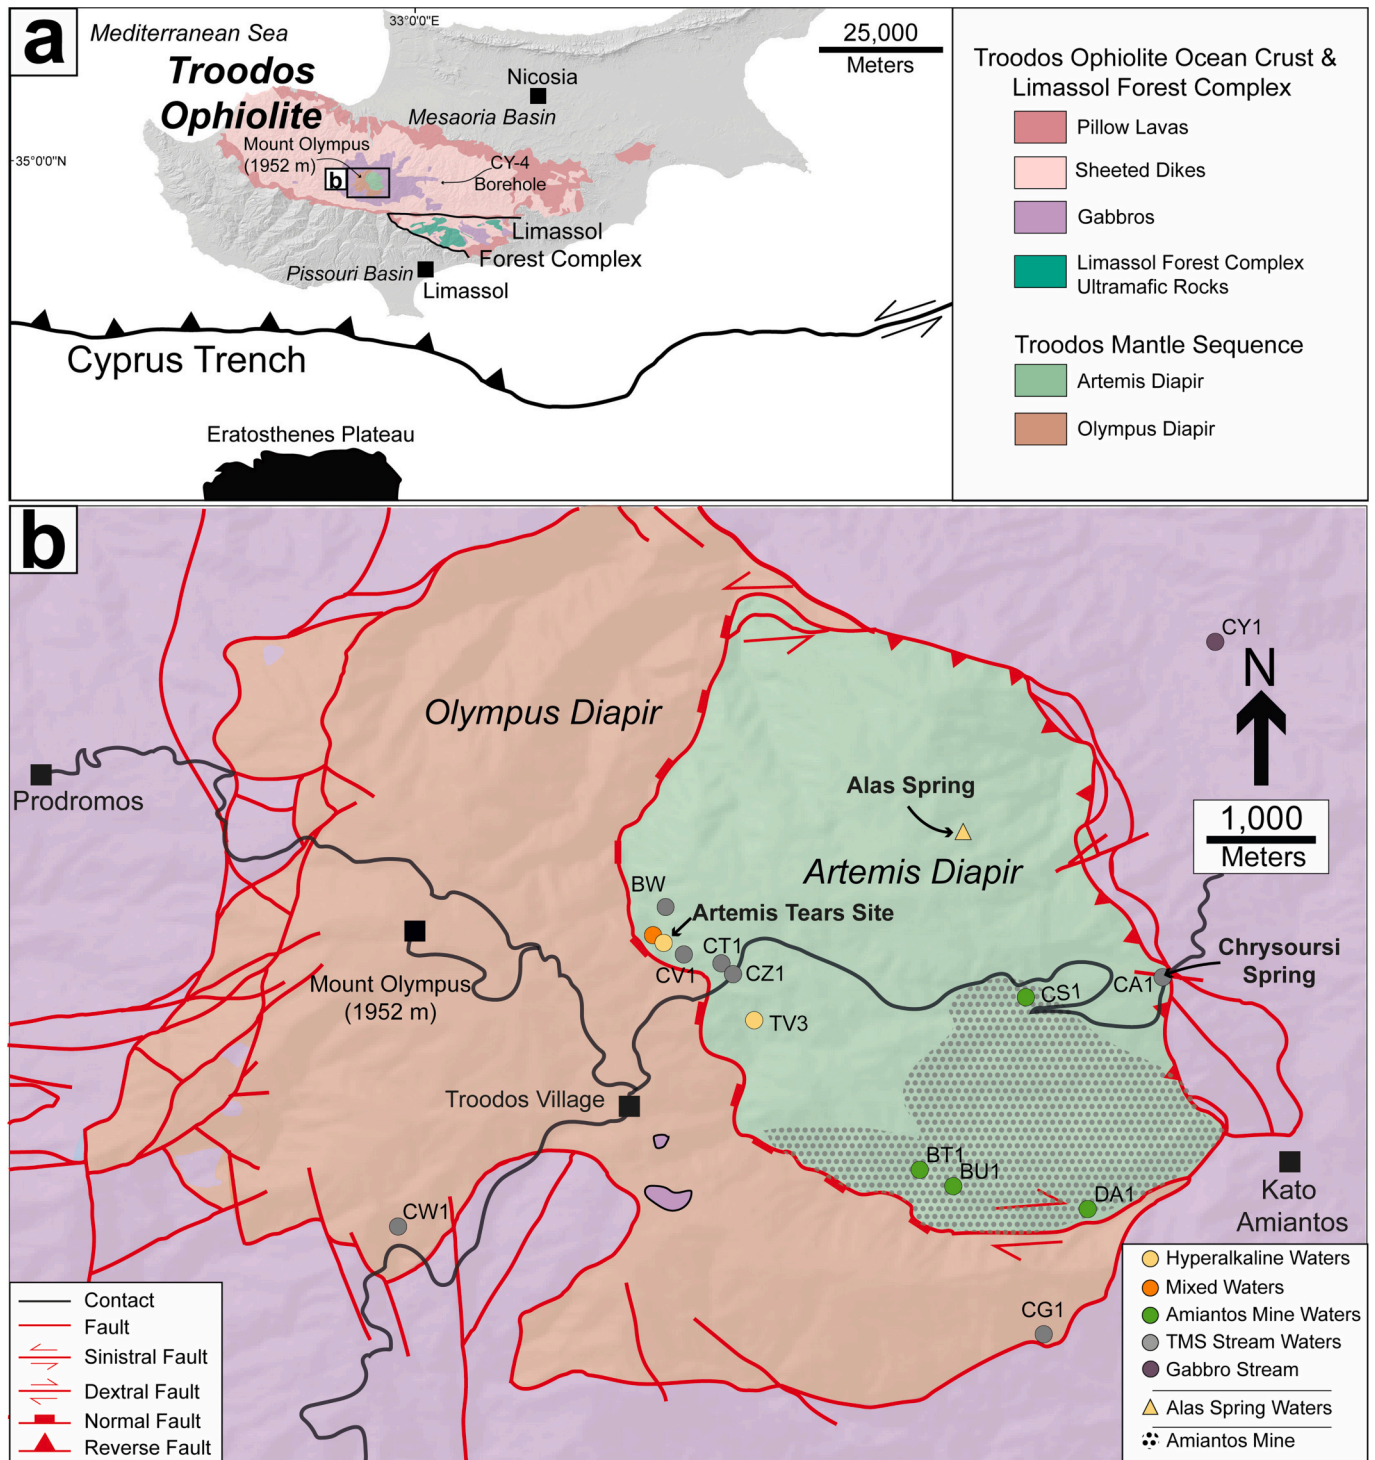 a
Mediterranean Sea
33°0'0"E
25,000
Meters
Troodos
Ophiolite
Nicosia
Mesaoria Basin
Mount Olympus
(1952 m)
35°0'0"N
b
CY-4
Borehole
Limassol
Forest Complex
Pissouri Basin
Limassol
Cyprus Trench
Eratosthenes Plateau
Troodos Ophiolite Ocean Crust &
Limassol Forest Complex
Pillow Lavas
Sheeted Dikes
Gabbros
Limassol Forest Complex
Ultramafic Rocks
Troodos Mantle Sequence
Artemis Diapir
Olympus Diapir
b
CY1
N
Olympus Diapir
1,000
Meters
Prodromos
Alas Spring
Artemis Diapir
BW
Artemis Tears Site
CT1
CV1
CZ1
Chrysoursi
Spring
CA1
CS1
Mount Olympus
(1952 m)
TV3
Troodos Village
BT1
BU1
DA1
Kato
Amiantos
CW1
CG1
Contact
Fault
Sinistral Fault
Dextral Fault
Normal Fault
Reverse Fault
Hyperalkaline Waters
Mixed Waters
Amiantos Mine Waters
TMS Stream Waters
Gabbro Stream
Alas Spring Waters
Amiantos Mine